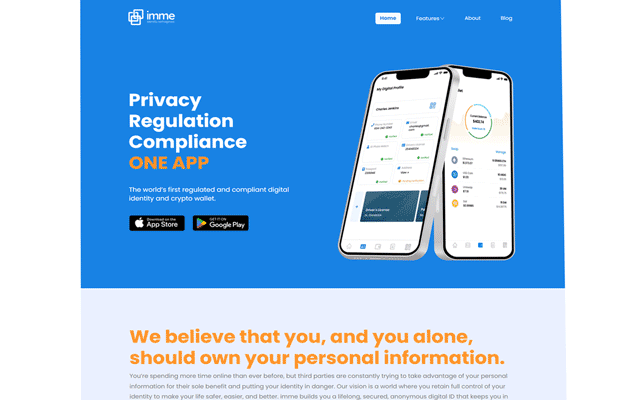 imme
Home
Features
About
Blog
Privacy
Regulation
Compliance
ONE APP
The world's first regulated and compliant digital
identity and crypto wallet.
Download on the
App Store
GET IT ON
Google Play
My Digital Profile
Charles Jenkins
Driver's License
We believe that you, and you alone,
should own your personal information.
You're spending more time online than ever before, but third parties are constantly trying to take advantage of your personal
information for their sole benefit and putting your identity in danger. Our vision is a world where you retain full control of your
identity to make your life safer, easier, and better. imme builds you a lifelong, secured, anonymous digital ID that keeps you in